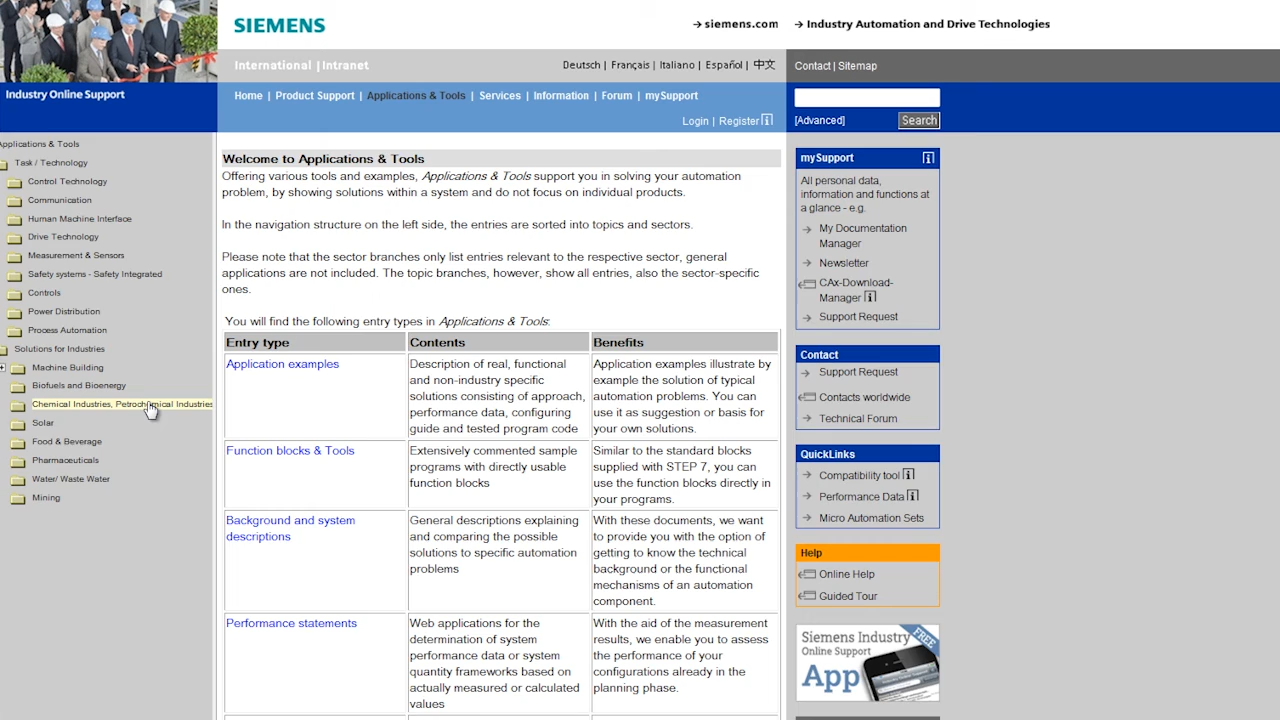 SIEMENS
→ siemens.com → Industry Automation and Drive Technologies
International | Intranet
Deutsch | Français | Italiano | Español | 中文
Contact | Sitemap
Industry Online Support
Home | Product Support | Applications & Tools | Services | Information | Forum | mySupport
Login | Register
[Advanced] Search
Applications & Tools
Task / Technology
Control Technology
Communication
Human Machine Interface
Drive Technology
Measurement & Sensors
Safety systems - Safety Integrated
Controls
Power Distribution
Process Automation
Solutions for Industries
Machine Building
Biofuels and Bioenergy
Chemical Industries, Petrochemical Industries
Solar
Food & Beverage
Pharmaceuticals
Water/ Waste Water
Mining
Welcome to Applications & Tools
Offering various tools and examples, Applications & Tools support you in solving your automation
problem, by showing solutions within a system and do not focus on individual products.
In the navigation structure on the left side, the entries are sorted into topics and sectors.
Please note that the sector branches only list entries relevant to the respective sector, general
applications are not included. The topic branches, however, show all entries, also the sector-specific
ones.
You will find the following entry types in Applications & Tools:
Entry type Contents Benefits
Application examples
Description of real, functional
and non-industry specific
solutions consisting of approach,
performance data, configuring
guide and tested program code
Application examples illustrate by
example the solution of typical
automation problems. You can
use it as suggestion or basis for
your own solutions.
Function blocks & Tools
Extensively commented sample
programs with directly usable
function blocks
Similar to the standard blocks
supplied with STEP 7, you can
use the function blocks directly in
your programs.
Background and system
descriptions
General descriptions explaining
and comparing the possible
solutions to specific automation
problems
With these documents, we want
to provide you with the option of
getting to know the technical
background or the functional
mechanisms of an automation
component.
Performance statements
Web applications for the
determination of system
performance data or system
quantity frameworks based on
actually measured or calculated
values
With the aid of the measurement
results, we enable you to assess
the performance of your
configurations already in the
planning phase.
mySupport
All personal data,
information and functions at
a glance - e.g.
My Documentation
Manager
Newsletter
CAx-Download-
Manager
Support Request
Contact
Support Request
Contacts worldwide
Technical Forum
QuickLinks
Compatibility tool
Performance Data
Micro Automation Sets
Help
Online Help
Guided Tour
Siemens Industry
Online Support
App
FREE